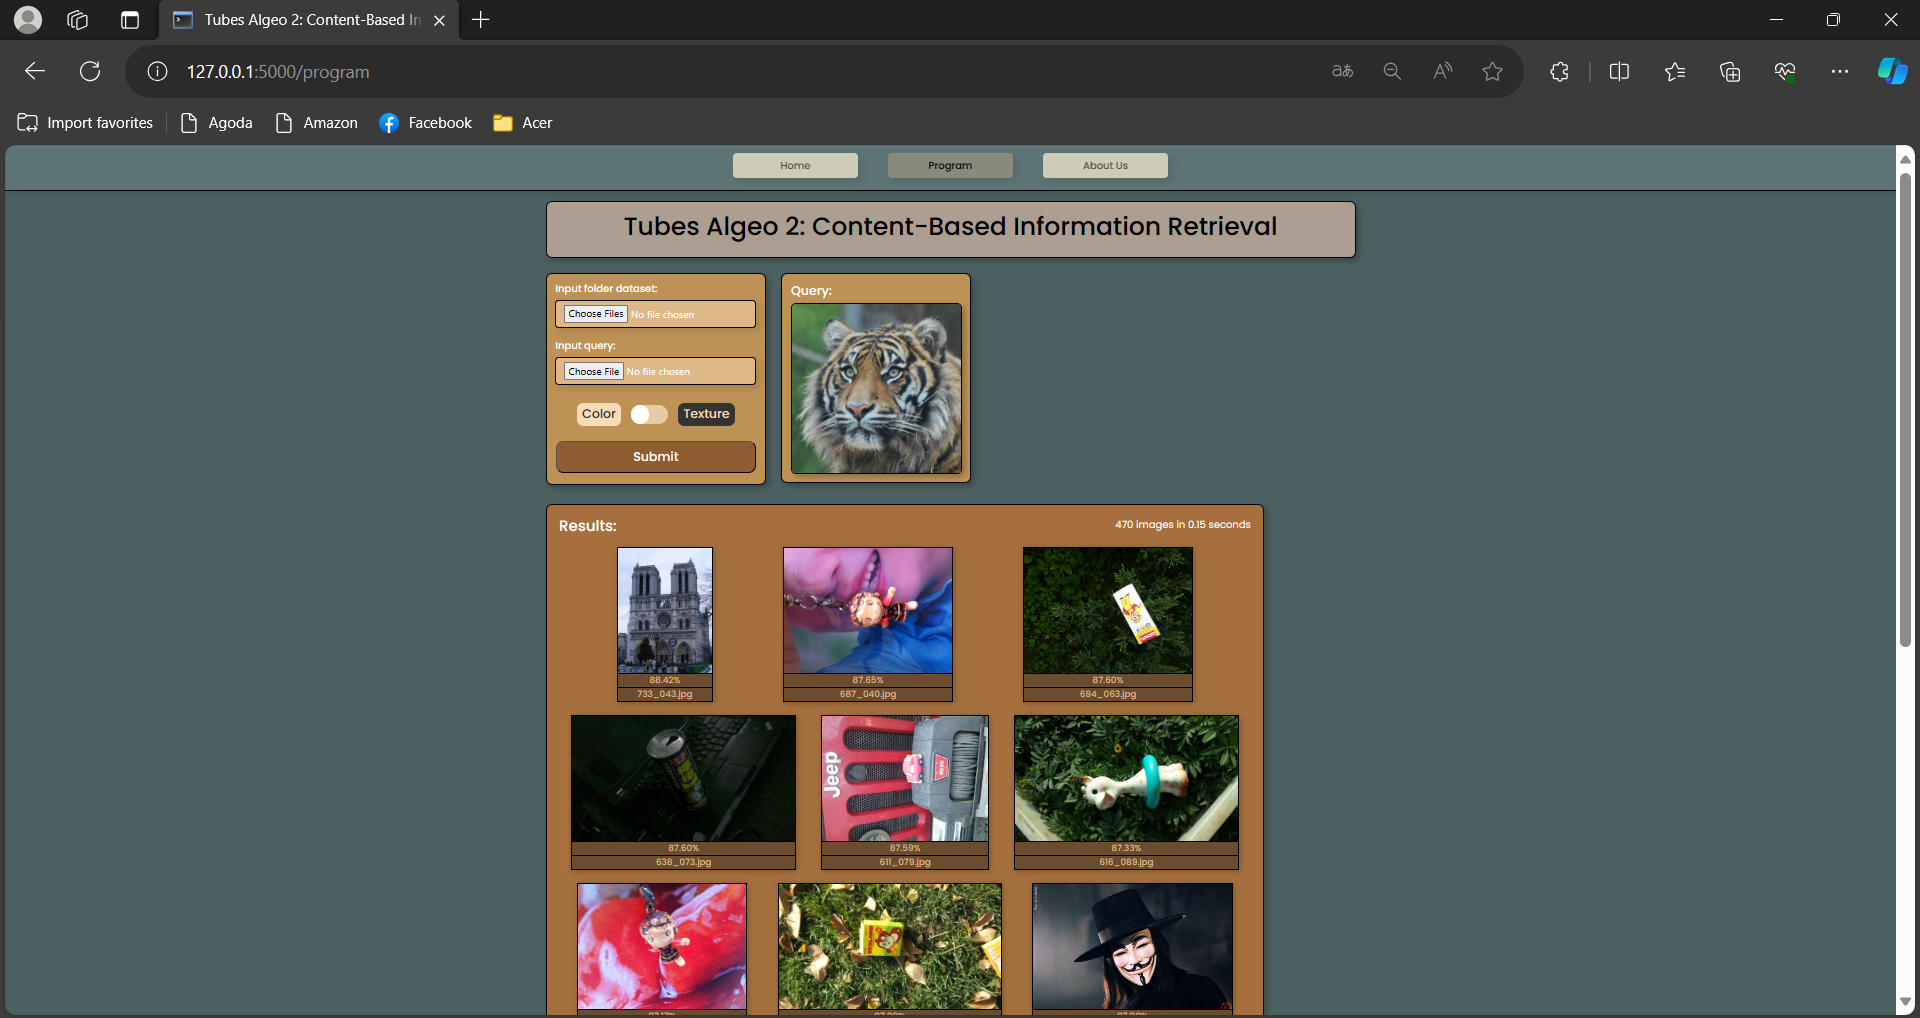 Tubes Algeo 2: Content-Based In
127.0.0.1:5000/program
Import favorites
Agoda
Amazon
Facebook
Acer
Home
Program
About Us
Tubes Algeo 2: Content-Based Information Retrieval
Input folder dataset:
Choose Files No file chosen
Input query:
Choose File No file chosen
Color
Texture
Submit
Query:
Results:
470 images in 0.15 seconds
88.42%
733_043.jpg
87.65%
687_040.jpg
87.60%
694_063.jpg
Jeep
87.60%
638_073.jpg
87.59%
611_079.jpg
87.33%
616_089.jpg